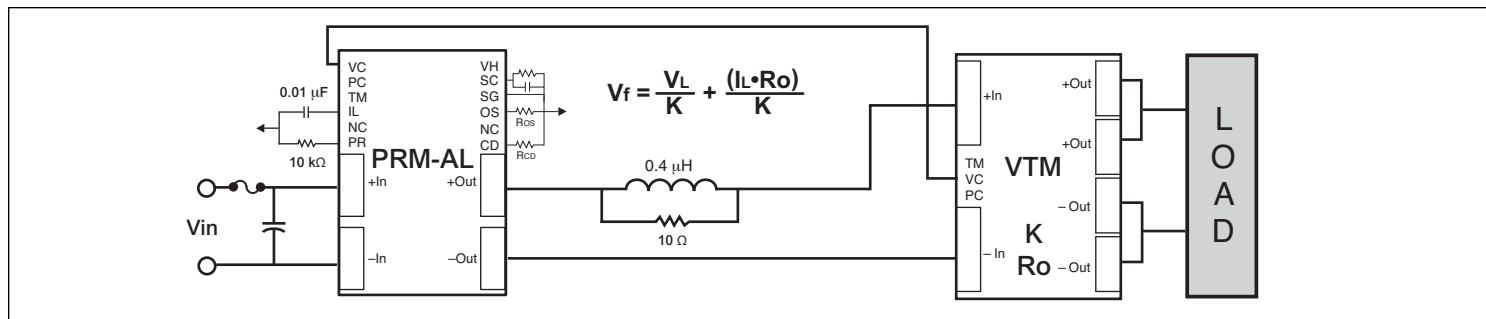 0.01 μF
10 kΩ
VC
PC
TM
IL
NC
PR
VH
SC
SG
OS
NC
CD
ROS
RCD
PRM-AL
+In
–In
+Out
–Out
Vin
Vf = VL/K + (IL•Ro)/K
0.4 μH
10 Ω
+In
TM
VC
PC
– In
VTM
K
Ro
+Out
+Out
– Out
– Out
LOAD